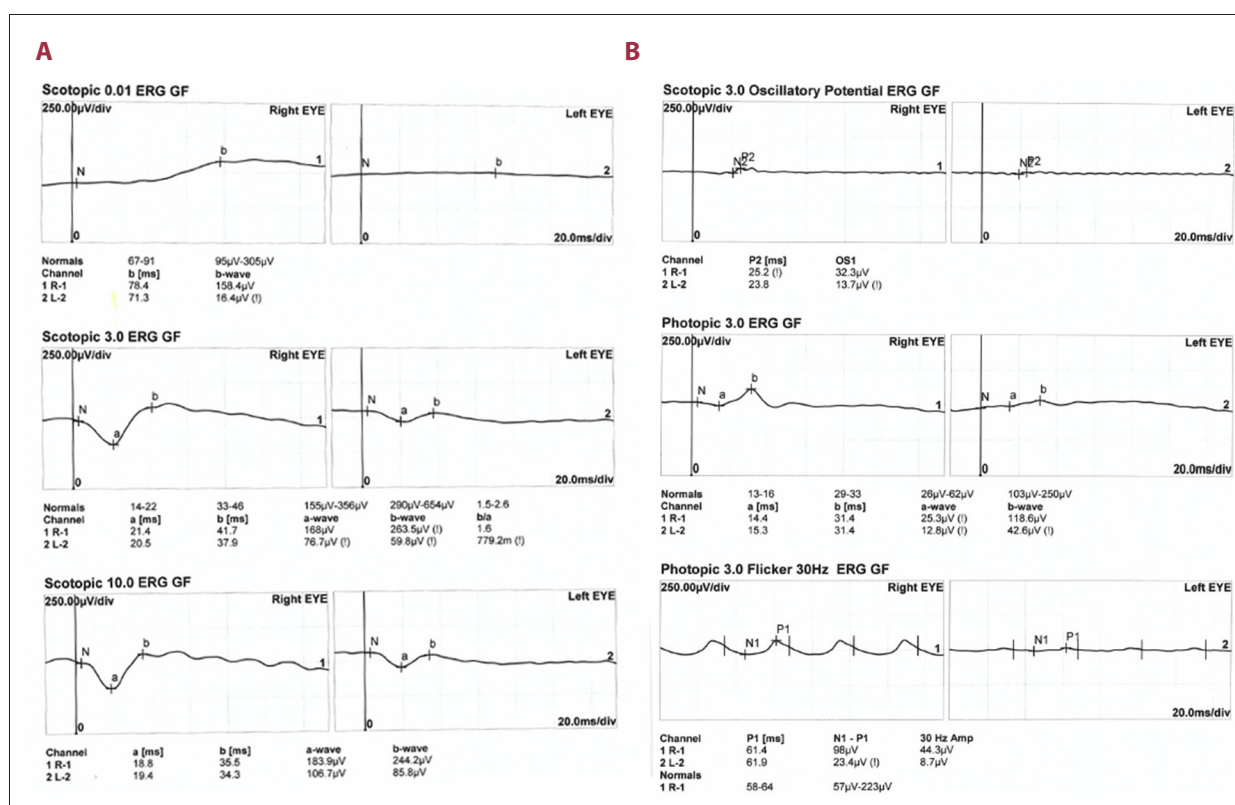 A
Scotopic 0.01 ERG GF
250.00µV/div Right EYE Left EYE
N b 1 N b 2
0 0 20.0ms/div
Normals 67-91 95µV-305µV
Channel b [ms] b-wave
1 R-1 78.4 158.4µV
2 L-2 71.3 16.4µV (!)
Scotopic 3.0 ERG GF
250.00µV/div Right EYE Left EYE
N a b 1 N a b 2
0 0 20.0ms/div
Normals 14-22 33-46 155µV-356µV 290µV-654µV 1.5-2.6
Channel a [ms] b [ms] a-wave b-wave b/a
1 R-1 21.4 41.7 168µV 263.5µV (!) 1.6
2 L-2 20.5 37.9 76.7µV (!) 59.8µV (!) 779.2m (!)
Scotopic 10.0 ERG GF
250.00µV/div Right EYE Left EYE
N a b 1 N a b 2
0 0 20.0ms/div
Channel a [ms] b [ms] a-wave b-wave
1 R-1 18.8 35.5 183.9µV 244.2µV
2 L-2 19.4 34.3 106.7µV 85.8µV
B
Scotopic 3.0 Oscillatory Potential ERG GF
250.00µV/div Right EYE Left EYE
N2 P2 1 N2 P2 2
0 0 20.0ms/div
Channel P2 [ms] OS1
1 R-1 25.2 (!) 32.3µV
2 L-2 23.8 13.7µV (!)
Photopic 3.0 ERG GF
250.00µV/div Right EYE Left EYE
N a b 1 N a b 2
0 0 20.0ms/div
Normals 13-16 29-33 26µV-62µV 103µV-250µV
Channel a [ms] b [ms] a-wave b-wave
1 R-1 14.4 31.4 25.3µV (!) 118.6µV
2 L-2 15.3 31.4 12.8µV (!) 42.6µV (!)
Photopic 3.0 Flicker 30Hz ERG GF
250.00µV/div Right EYE Left EYE
N1 P1 1 N1 P1 2
20.0ms/div
Channel P1 [ms] N1 - P1 30 Hz Amp
1 R-1 61.4 98µV 44.3µV
2 L-2 61.9 23.4µV (!) 8.7µV
Normals
1 R-1 58-64 57µV-223µV